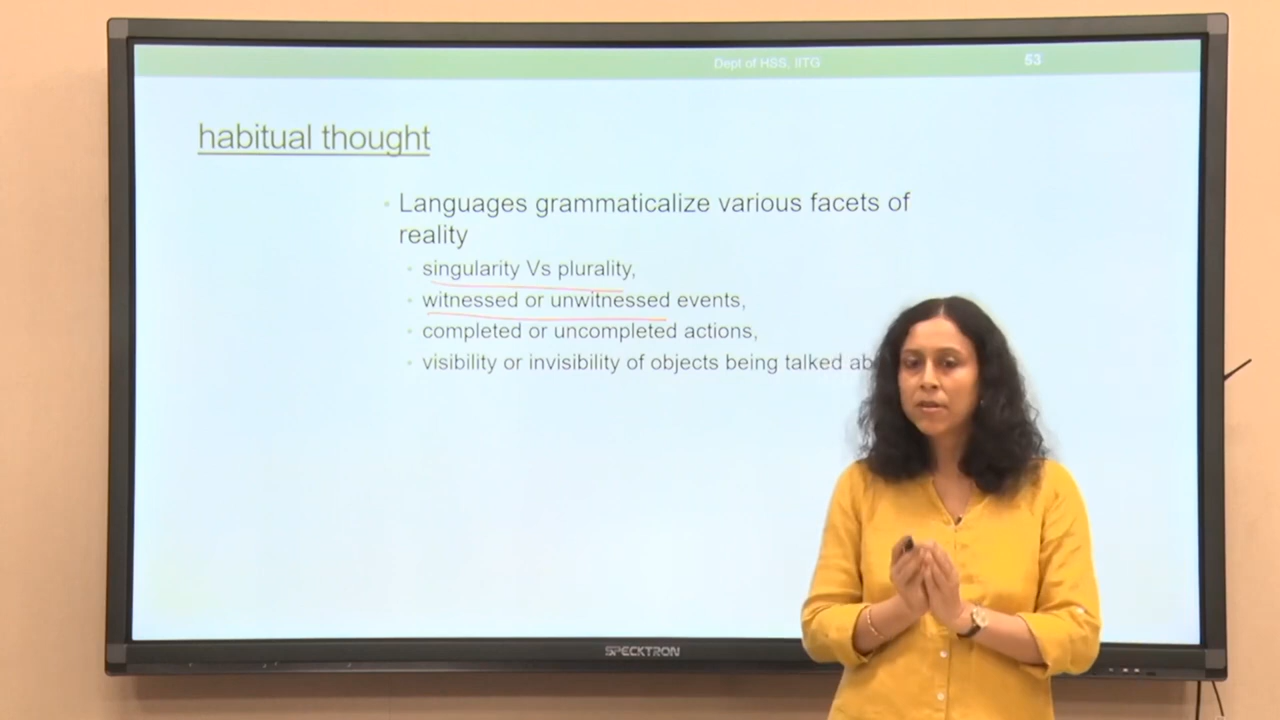 Dept of HSS, IITG
53
habitual thought
• Languages grammaticalize various facets of
reality
• singularity Vs plurality,
• witnessed or unwitnessed events,
• completed or uncompleted actions,
• visibility or invisibility of objects being talked
SPECKTRON